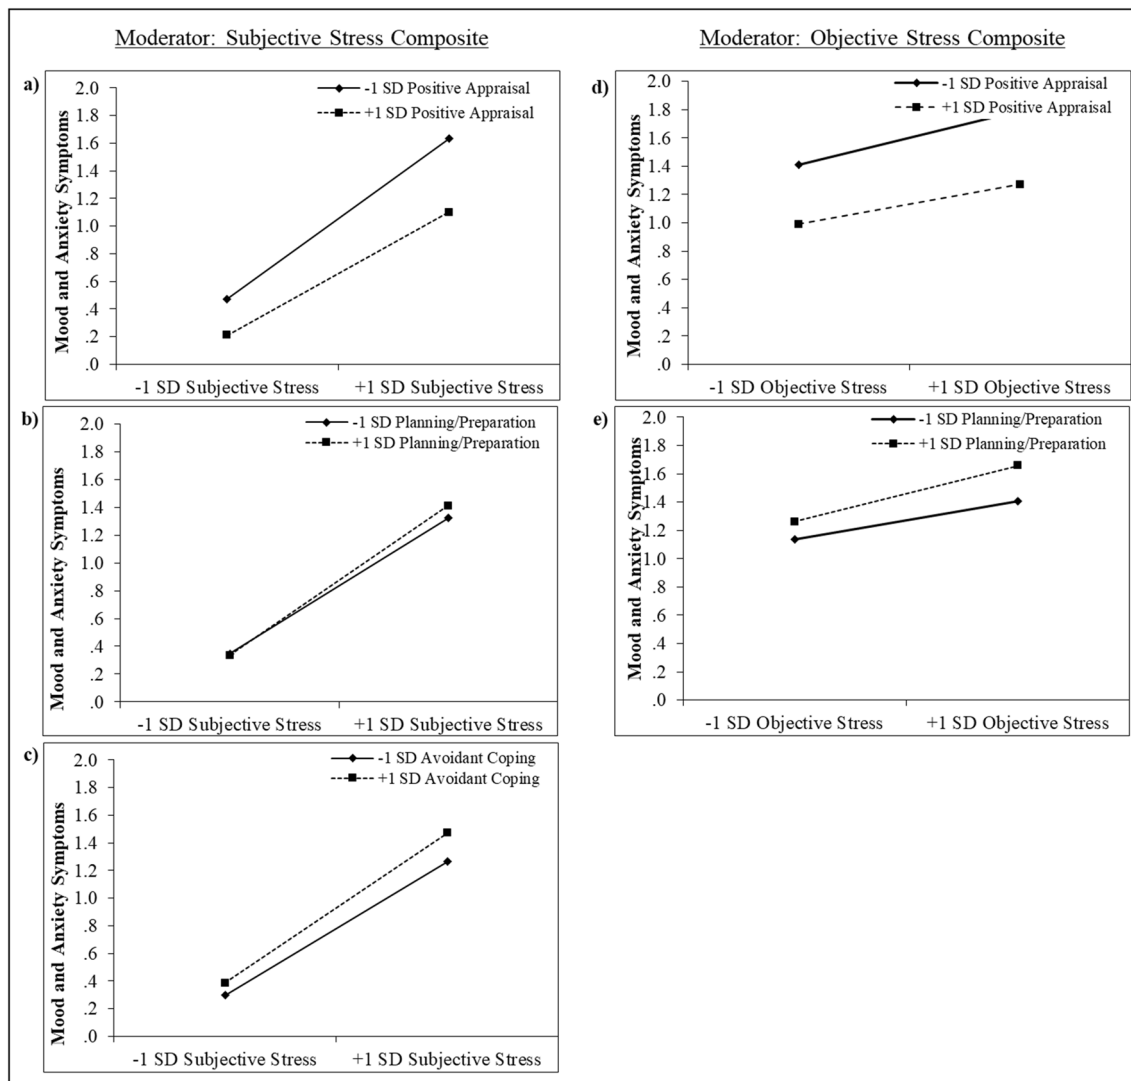 Moderator: Subjective Stress Composite
Moderator: Objective Stress Composite
a)
-1 SD Positive Appraisal
+1 SD Positive Appraisal
Mood and Anxiety Symptoms
2.0
1.8
1.6
1.4
1.2
1.0
.8
.6
.4
.2
.0
-1 SD Subjective Stress
+1 SD Subjective Stress
d)
-1 SD Positive Appraisal
+1 SD Positive Appraisal
Mood and Anxiety Symptoms
2.0
1.8
1.6
1.4
1.2
1.0
.8
.6
.4
.2
.0
-1 SD Objective Stress
+1 SD Objective Stress
b)
-1 SD Planning/Preparation
+1 SD Planning/Preparation
Mood and Anxiety Symptoms
2.0
1.8
1.6
1.4
1.2
1.0
.8
.6
.4
.2
.0
-1 SD Subjective Stress
+1 SD Subjective Stress
e)
-1 SD Planning/Preparation
+1 SD Planning/Preparation
Mood and Anxiety Symptoms
2.0
1.8
1.6
1.4
1.2
1.0
.8
.6
.4
.2
.0
-1 SD Objective Stress
+1 SD Objective Stress
c)
-1 SD Avoidant Coping
+1 SD Avoidant Coping
Mood and Anxiety Symptoms
2.0
1.8
1.6
1.4
1.2
1.0
.8
.6
.4
.2
.0
-1 SD Subjective Stress
+1 SD Subjective Stress